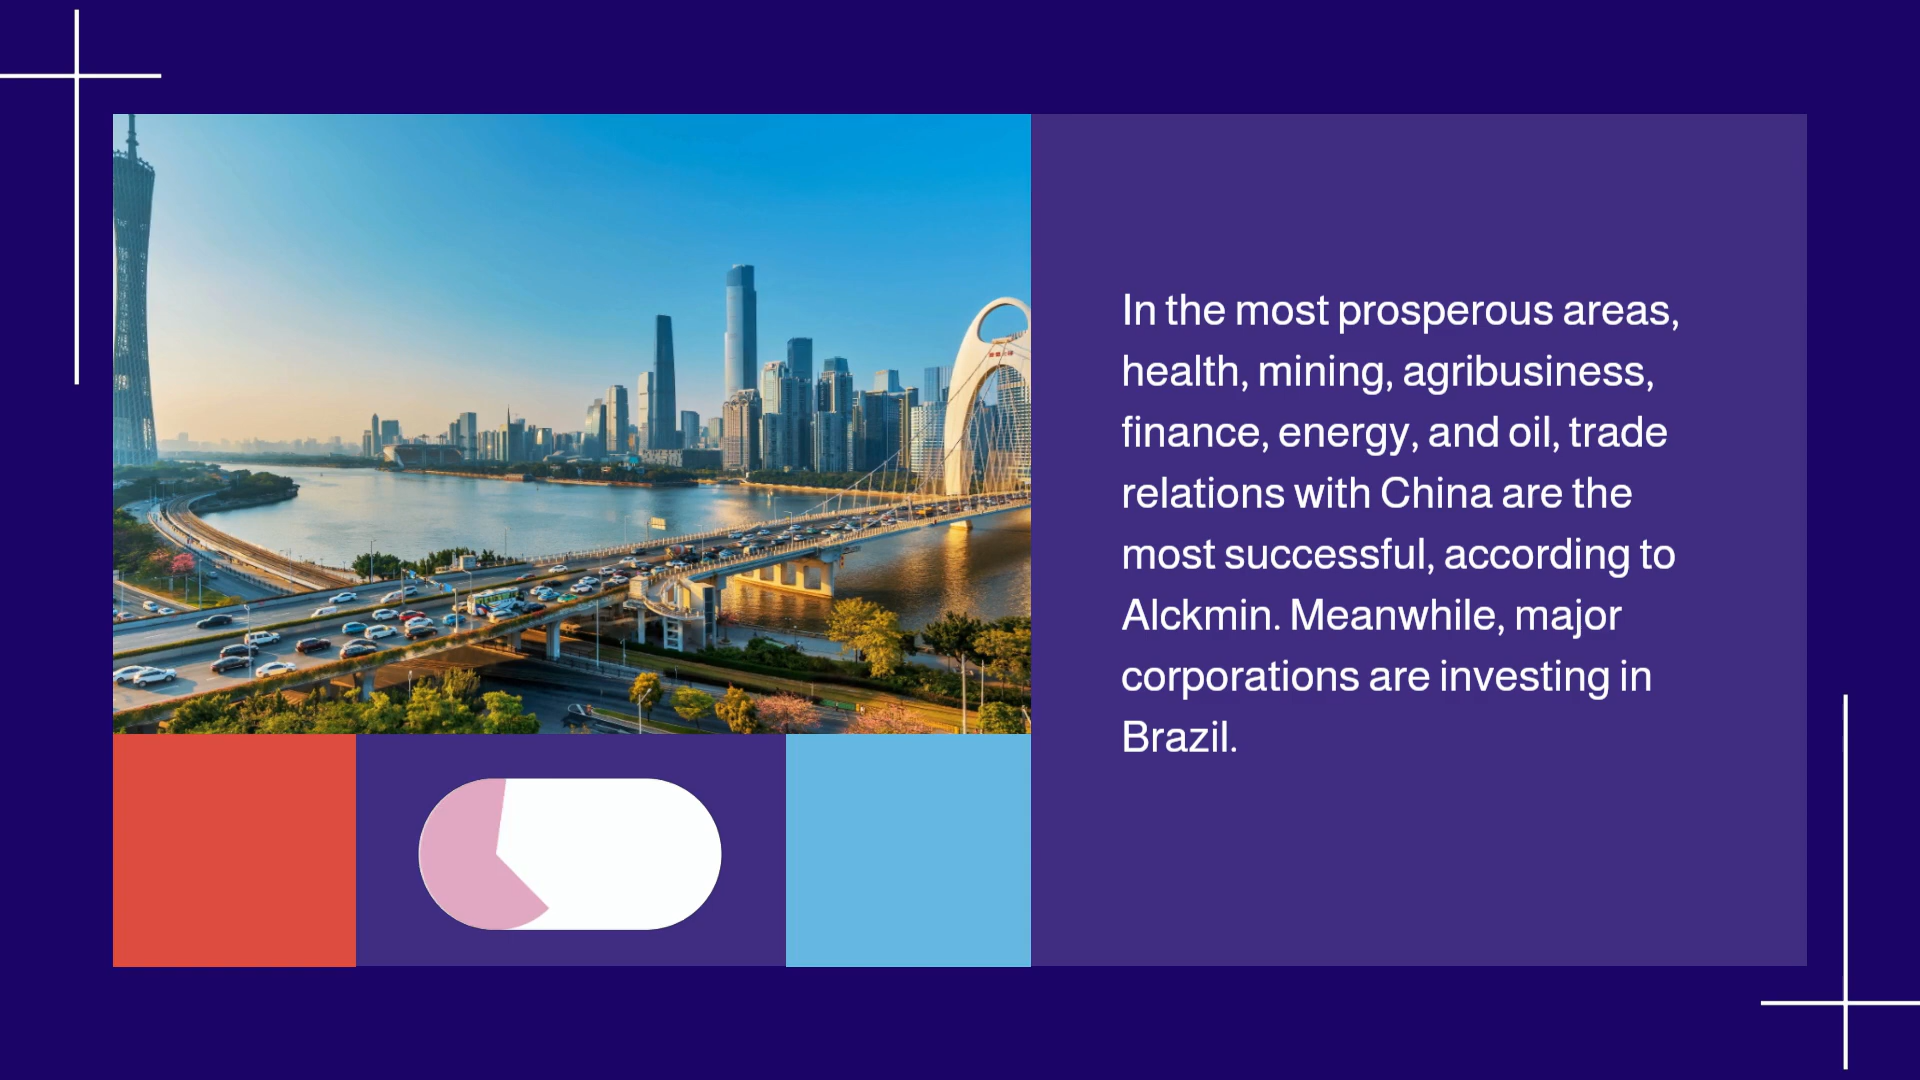 In the most prosperous areas,
health, mining, agribusiness,
finance, energy, and oil, trade
relations with China are the
most successful, according to
Alckmin. Meanwhile, major
corporations are investing in
Brazil.